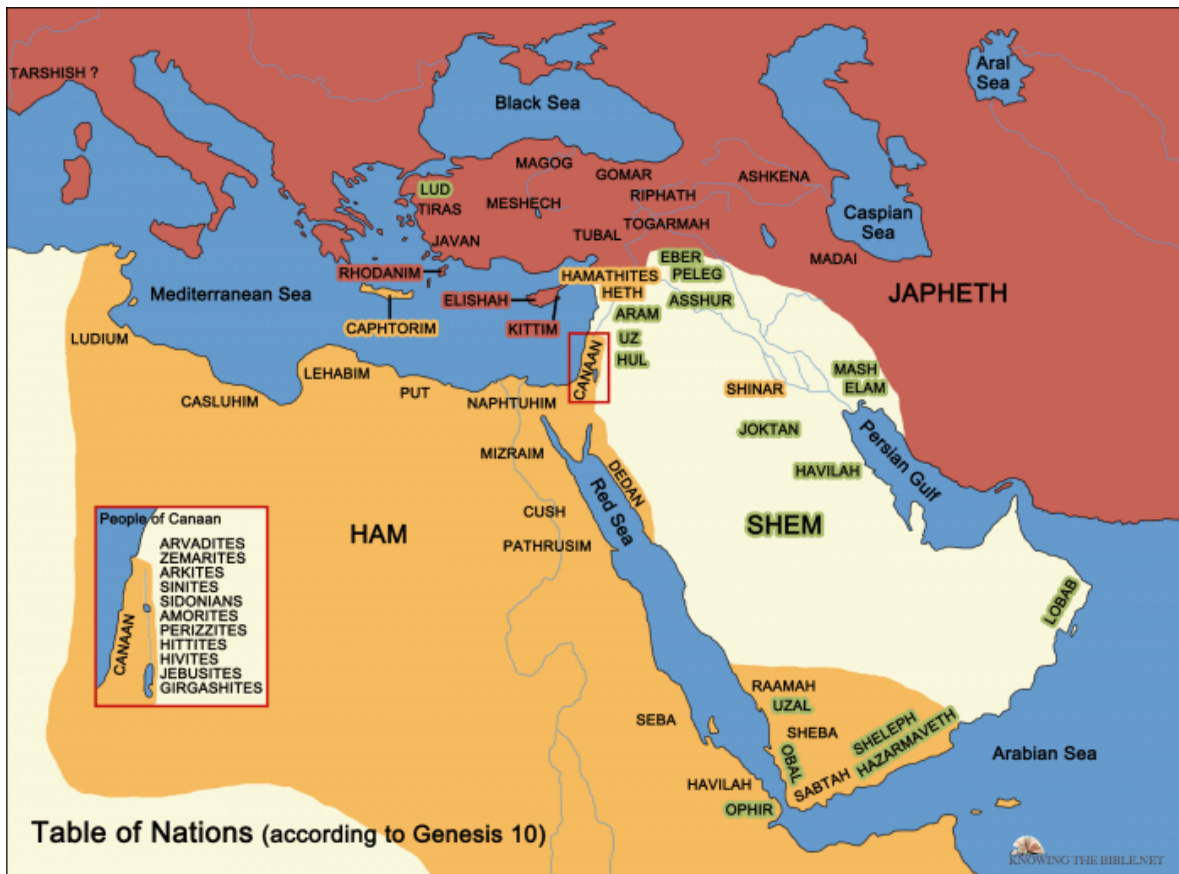 TARSHISH ?
Aral
Sea
Black Sea
MAGOG
GOMAR
ASHKENA
LUD
RIPHATH
MESHECH
TIRAS
Caspian
Sea
TOGARMAH
TUBAL
JAVAN
EBER
MADAI
RHODANIM
HAMATHITES
PELEG
Mediterranean Sea
HETH
JAPHETH
ELISHAH
ASSHUR
ARAM
CAPHTORIM
KITTIM
LUDIUM
UZ
HUL
CANAAN
LEHABIM
MASH
ELAM
PUT
SHINAR
CASLUHIM
NAPHTUHIM
JOKTAN
Persian Gulf
MIZRAIM
HAVILAH
DEDAN
Red Sea
CUSH
People of Canaan
HAM
SHEM
PATHRUSIM
ARVADITES
ZEMARITES
ARKITES
SINITES
SIDONIANS
AMORITES
PERIZZITES
HITTITES
HIVITES
JEBUSITES
GIRGASHITES
CANAAN
LOBAB
RAAMAH
UZAL
SEBA
SHEBA
SHELEPH
HAZARMAVETH
OBAL
Arabian Sea
SABTAH
HAVILAH
OPHIR
Table of Nations (according to Genesis 10)
KNOWING THE BIBLE.NET